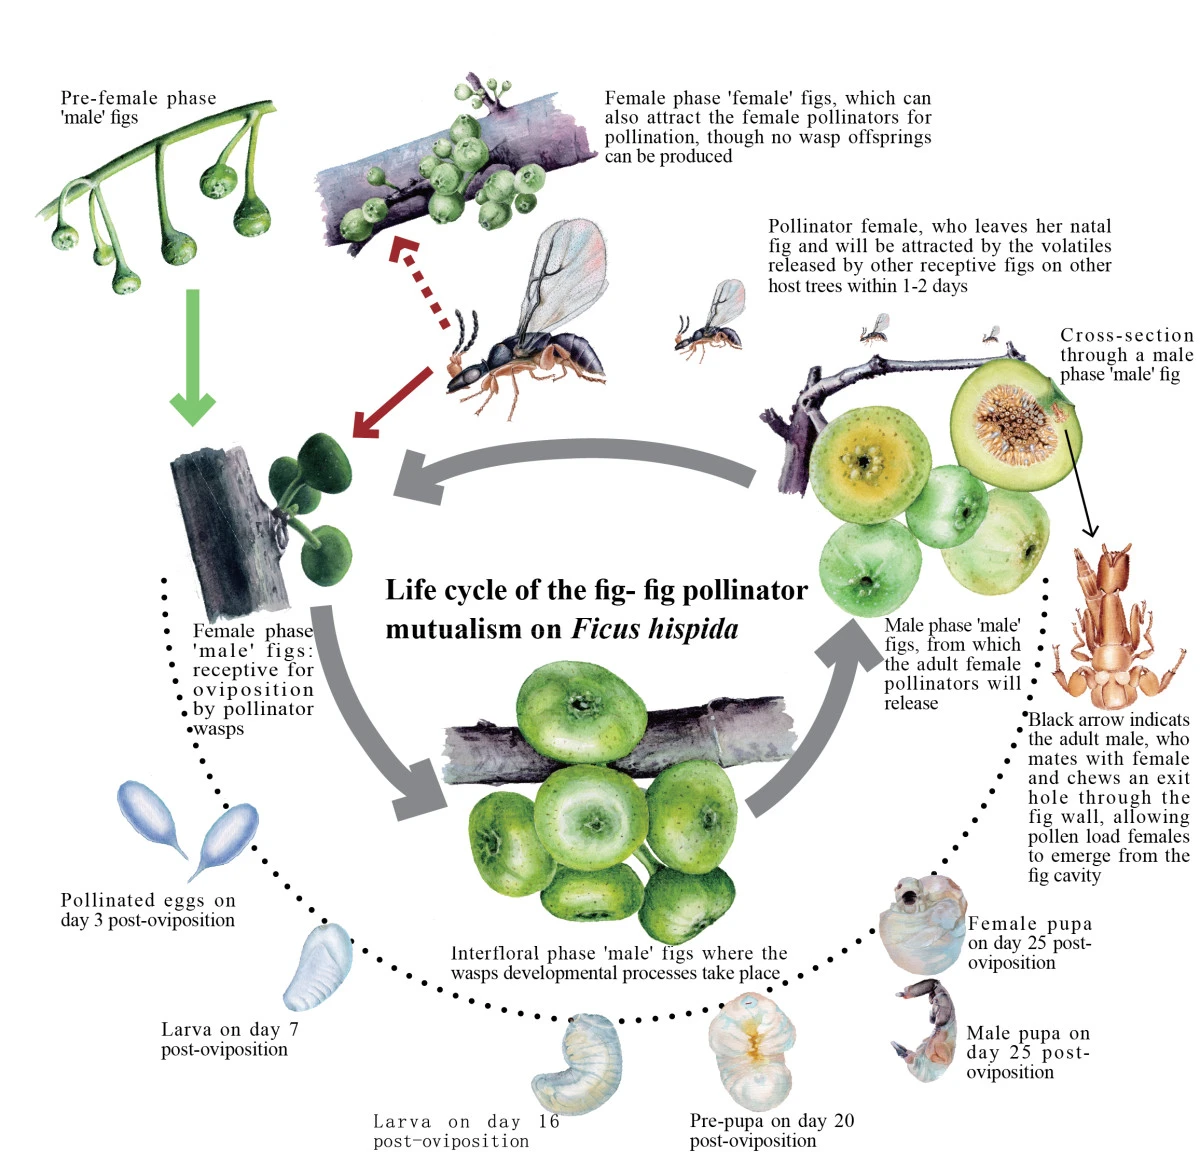 Pre-female phase
'male' figs
Female phase 'female' figs, which can
also attract the female pollinators for
pollination, though no wasp offsprings
can be produced
Pollinator female, who leaves her natal
fig and will be attracted by the volatiles
released by other receptive figs on other
host trees within 1-2 days
Cross-section
through a male
phase 'male' fig
Life cycle of the fig- fig pollinator
mutualism on Ficus hispida
Female phase
'male' figs:
receptive for
oviposition
by pollinator
wasps
Male phase 'male'
figs, from which
the adult female
pollinators will
release
Black arrow indicats
the adult male, who
mates with female
and chews an exit
hole through the
fig wall, allowing
pollen load females
to emerge from the
fig cavity
Pollinated eggs on
day 3 post-oviposition
Interfloral phase 'male' figs where the
wasps developmental processes take place
Female pupa
on day 25 post-
oviposition
Larva on day 7
post-oviposition
Male pupa on
day 25 post-
oviposition
Larva on day 16
post-oviposition
Pre-pupa on day 20
post-oviposition